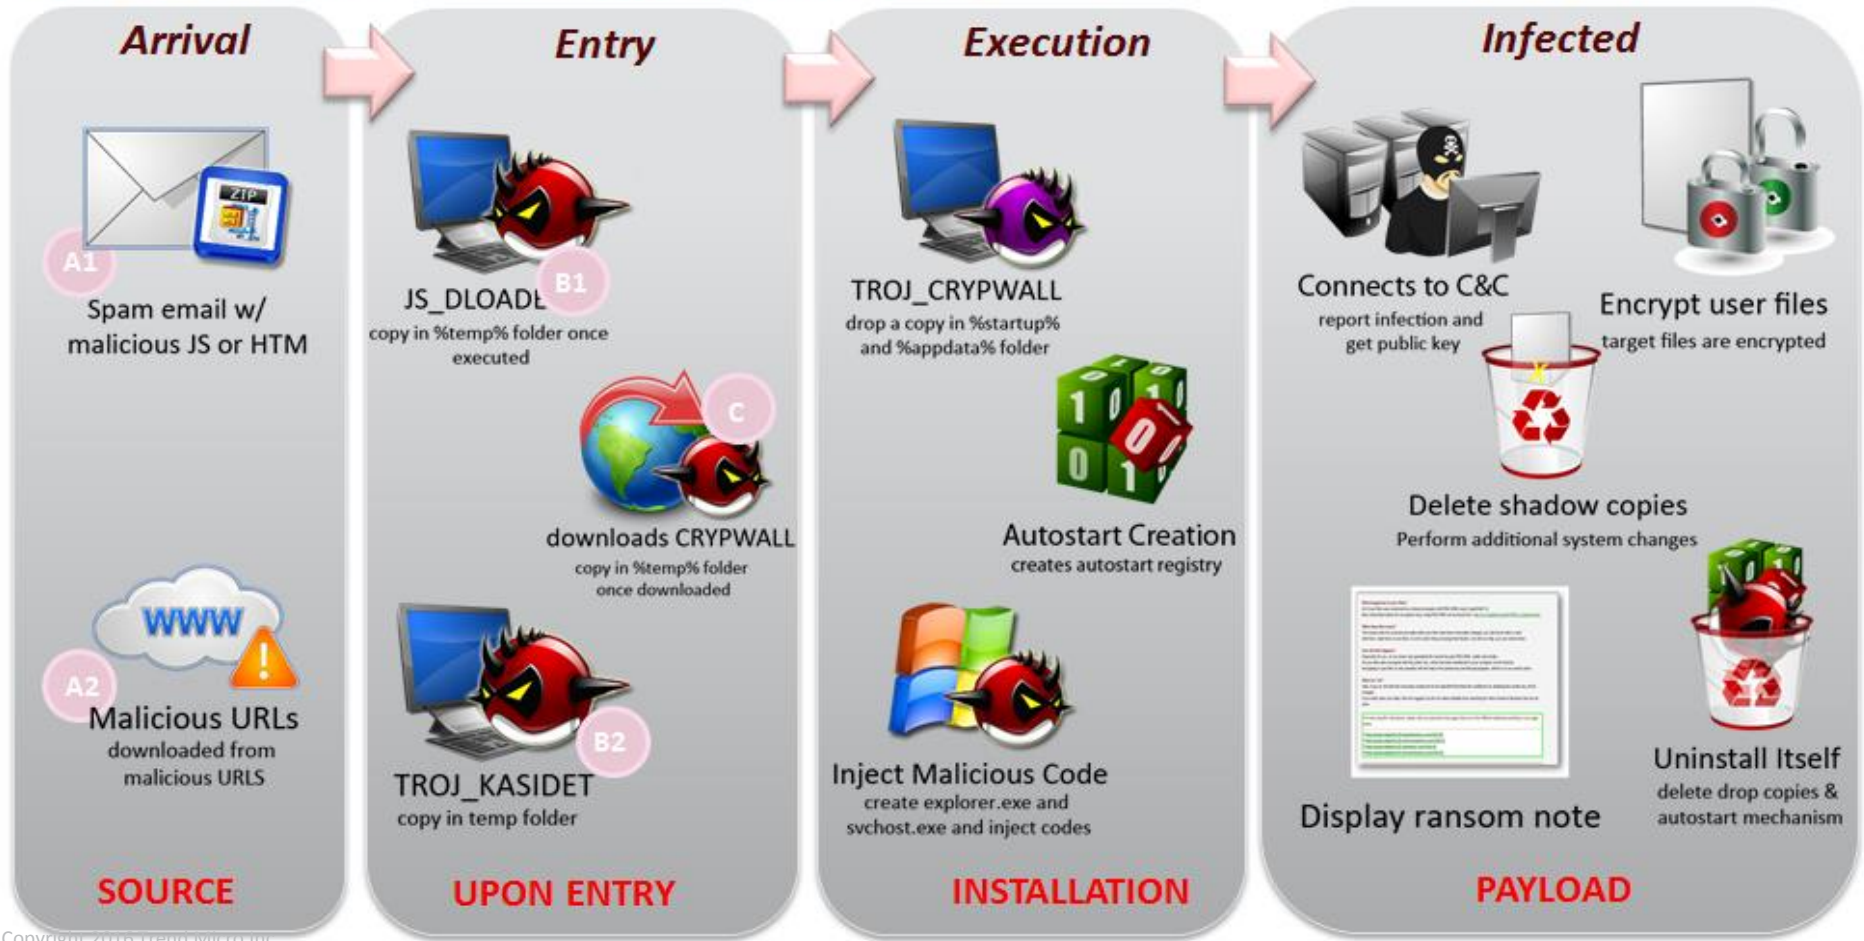 Arrival
ZIP
A1
Spam email w/
malicious JS or HTM
WWW
A2
Malicious URLs
downloaded from
malicious URLS
SOURCE
Entry
JS_DLOADE
B1
copy in %temp% folder once
executed
C
downloads CRYPWALL
copy in %temp% folder
once downloaded
TROJ_KASIDET
B2
copy in temp folder
UPON ENTRY
Execution
TROJ_CRYPWALL
drop a copy in %startup%
and %appdata% folder
Autostart Creation
creates autostart registry
Inject Malicious Code
create explorer.exe and
svchost.exe and inject codes
INSTALLATION
Infected
Connects to C&C
report infection and
get public key
Encrypt user files
target files are encrypted
Delete shadow copies
Perform additional system changes
Display ransom note
Uninstall Itself
delete drop copies &
autostart mechanism
PAYLOAD
Copyright 2016 Trend Micro Inc.